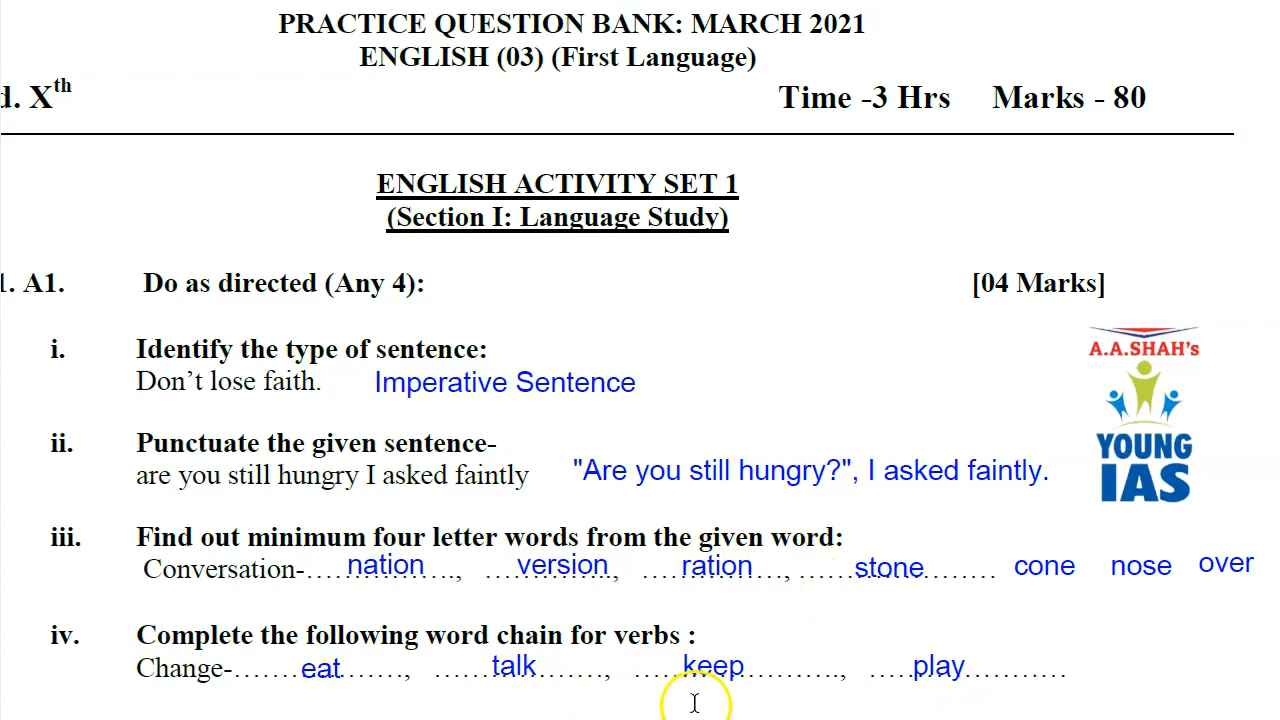 PRACTICE QUESTION BANK: MARCH 2021
ENGLISH (03) (First Language)
d. Xth Time -3 Hrs Marks - 80
ENGLISH ACTIVITY SET 1
(Section I: Language Study)
1. A1. Do as directed (Any 4): [04 Marks]
i. Identify the type of sentence:
Don't lose faith. Imperative Sentence
A.A.SHAH's
YOUNG
IAS
ii. Punctuate the given sentence-
are you still hungry I asked faintly "Are you still hungry?", I asked faintly.
iii. Find out minimum four letter words from the given word:
Conversation-……nation……., ……version……, ……ration……, ……stone…… cone nose over
iv. Complete the following word chain for verbs :
Change-……eat……, ……talk……, ……keep……., ……play……